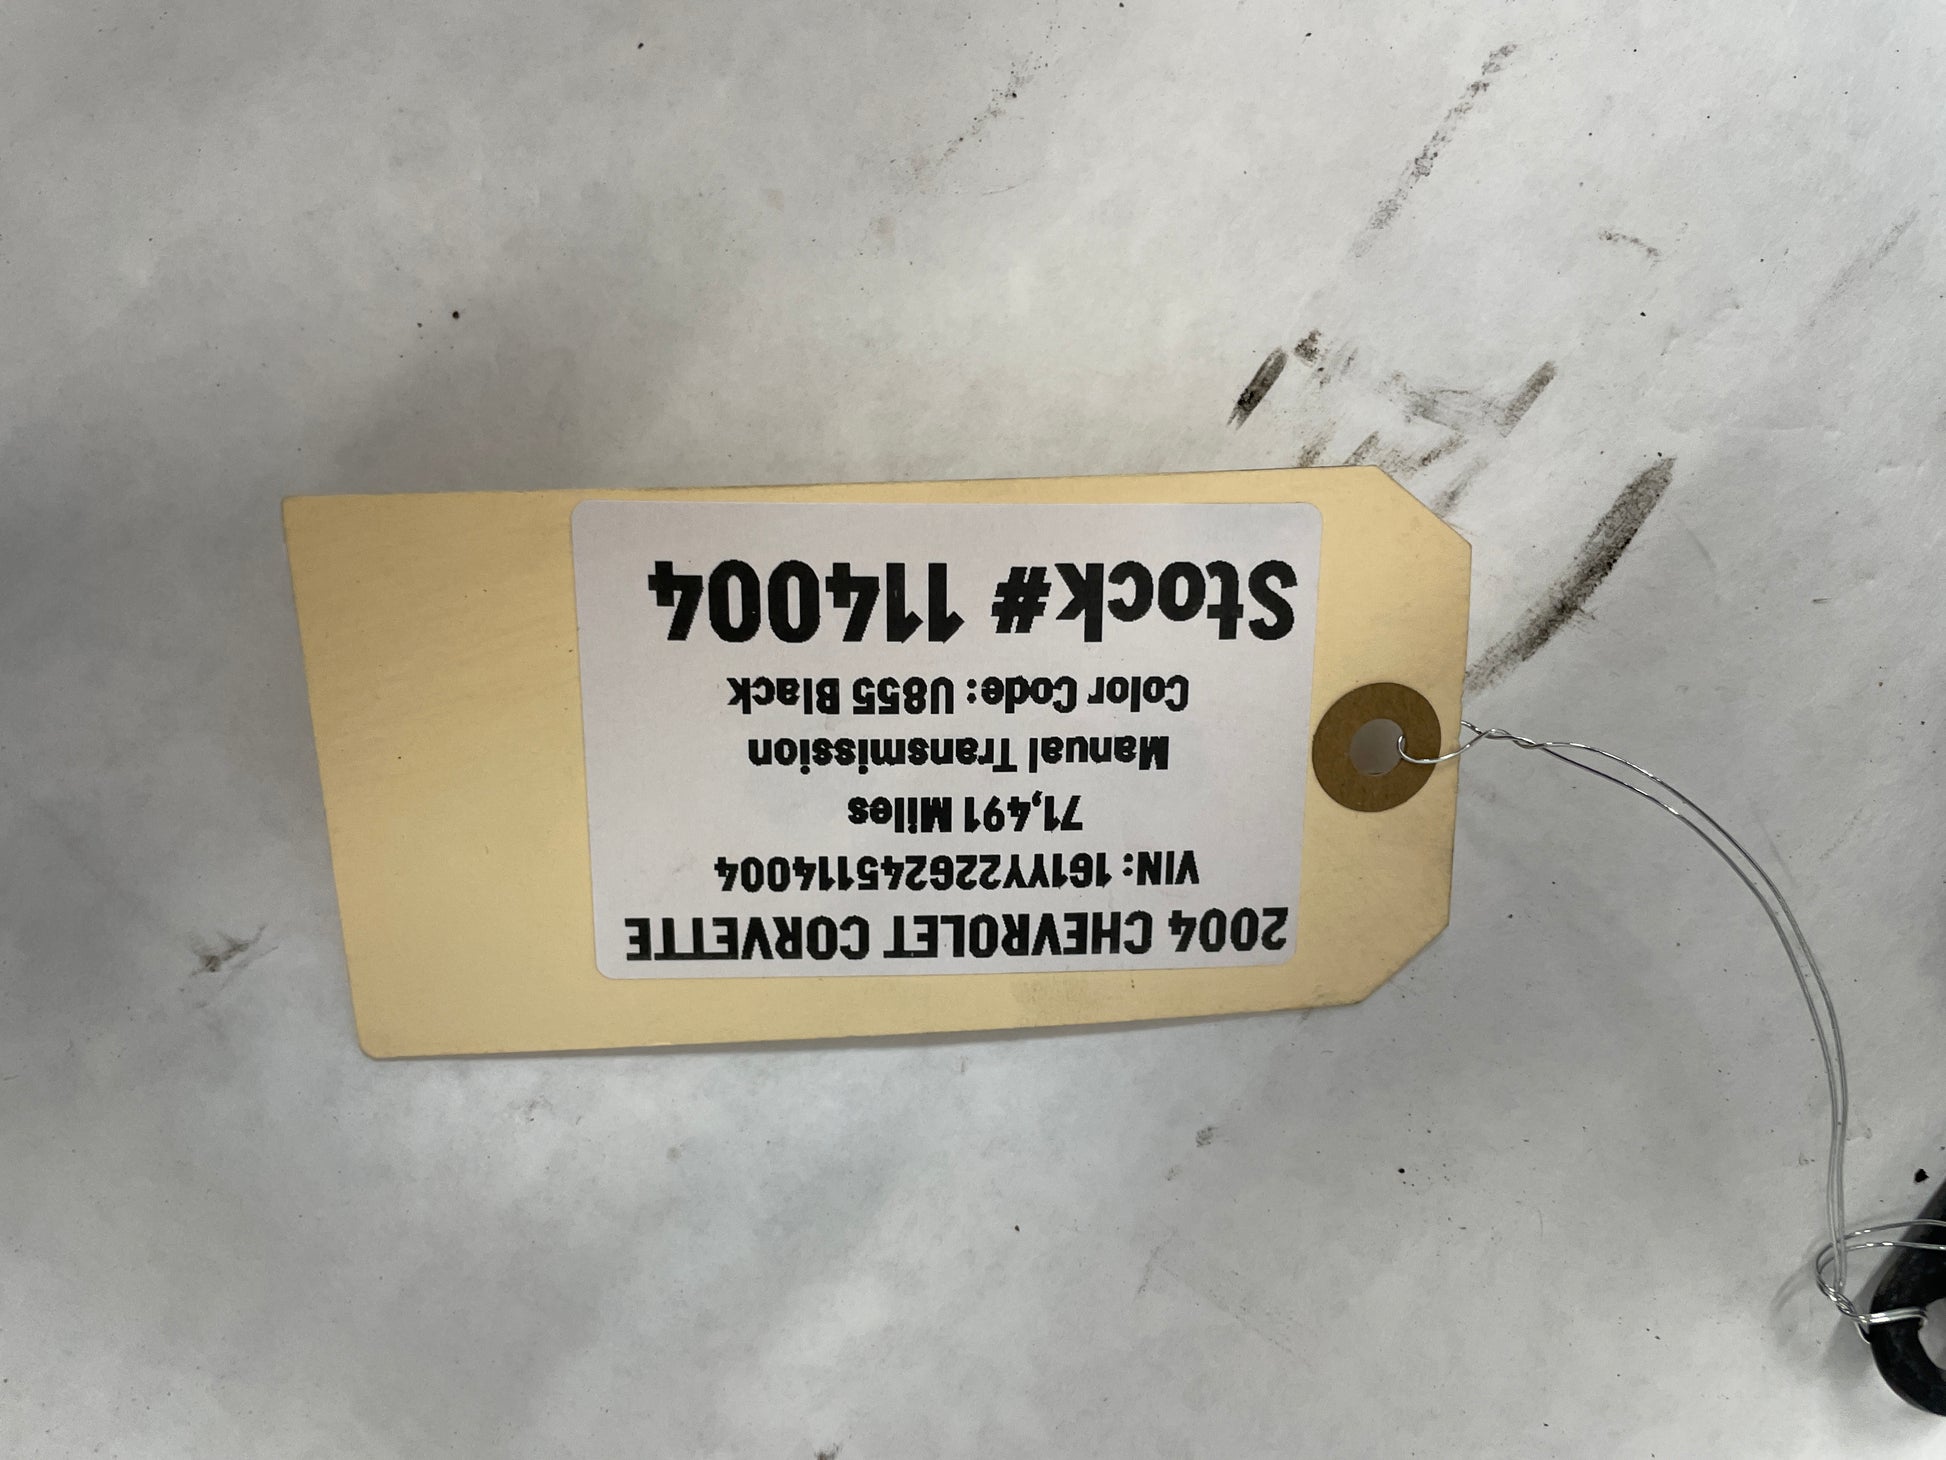 2004 CHEVROLET CORVETTE
VIN: 1G1YY22G245114004
71,491 Miles
Manual Transmission
Color Code: U855 Black
Stock# 114004